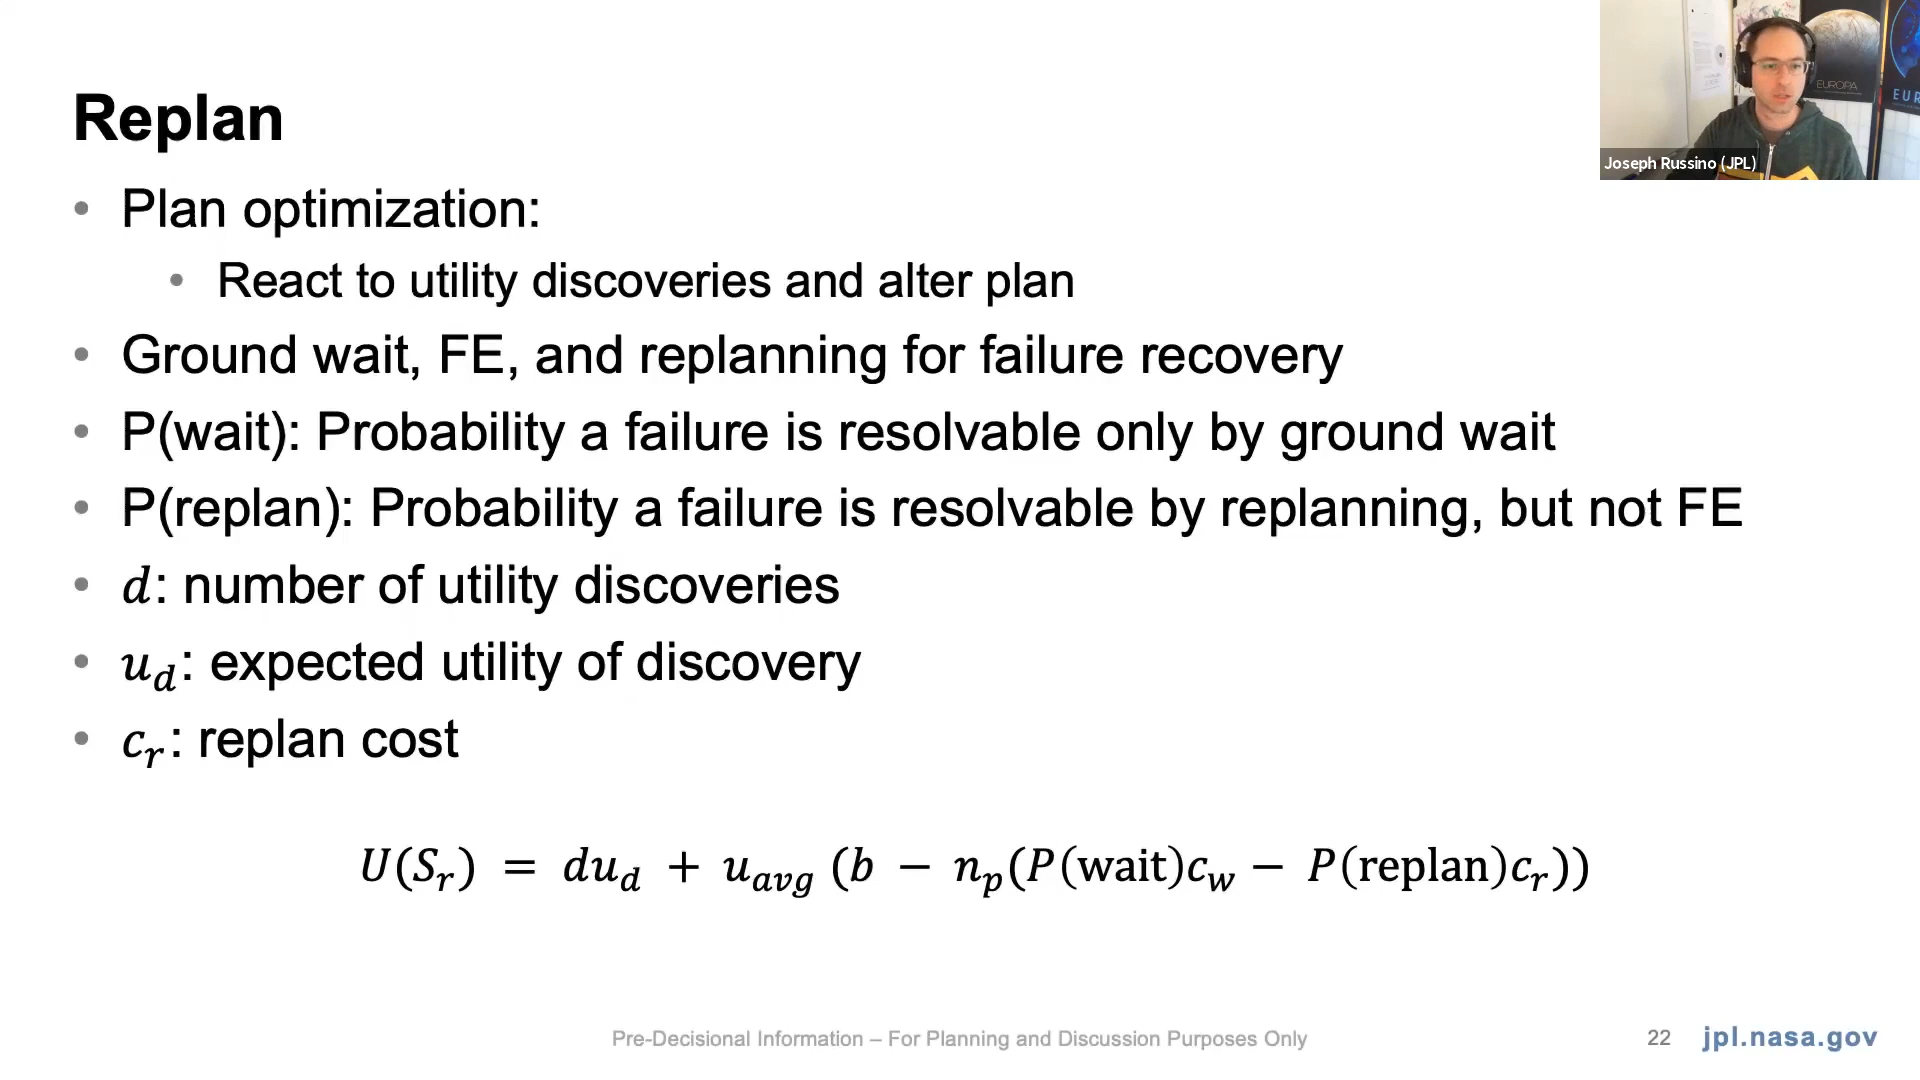 Replan
• Plan optimization:
• React to utility discoveries and alter plan
• Ground wait, FE, and replanning for failure recovery
• P(wait): Probability a failure is resolvable only by ground wait
• P(replan): Probability a failure is resolvable by replanning, but not FE
• d: number of utility discoveries
• u_d: expected utility of discovery
• c_r: replan cost
U(S_r) = du_d + u_avg (b − n_p(P(wait)c_w − P(replan)c_r))
EUROPA
EUR
Joseph Russino (JPL)
Pre-Decisional Information – For Planning and Discussion Purposes Only
22
jpl.nasa.gov